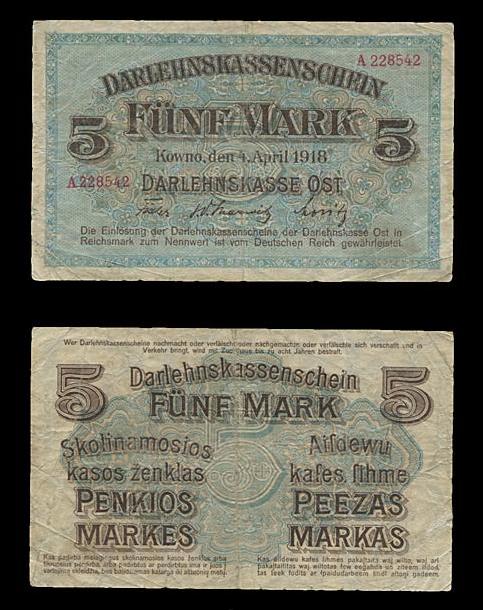 A 228542
DARLEHNSKASSENSCHEIN
5 FÜNF MARK 5
Kowno, den 4. April 1918
A 228542 DARLEHNSKASSE OST
Die Einlösung der Darlehnskassenscheine der Darlehnskasse Ost in
Reichsmark zum Nennwert ist vom Deutschen Reich gewährleistet.
Wer Darlehnskassenscheine nachmacht oder verfälscht oder nachgemachte oder verfälschte sich verschafft und in
Verkehr bringt, wird mit Zuchthaus bis zu acht Jahren bestraft.
5 Darlehnskassenschein 5
FÜNF MARK
Skolinamosios
kasos ženklas
PENKIOS
MARKES
Aisdewu
kases sihme
PEEZAS
MARKAS